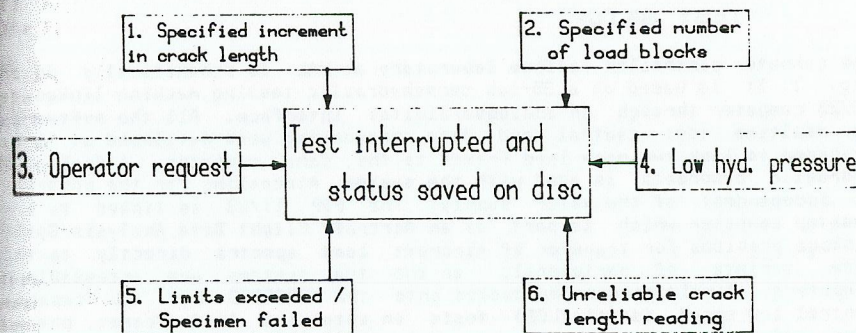 1. Specified increment
in crack length
2. Specified number
of load blocks
3. Operator request
Test interrupted and
status saved on disc
4. Low hyd. pressure
5. Limits exceeded /
Specimen failed
6. Unreliable crack
length reading